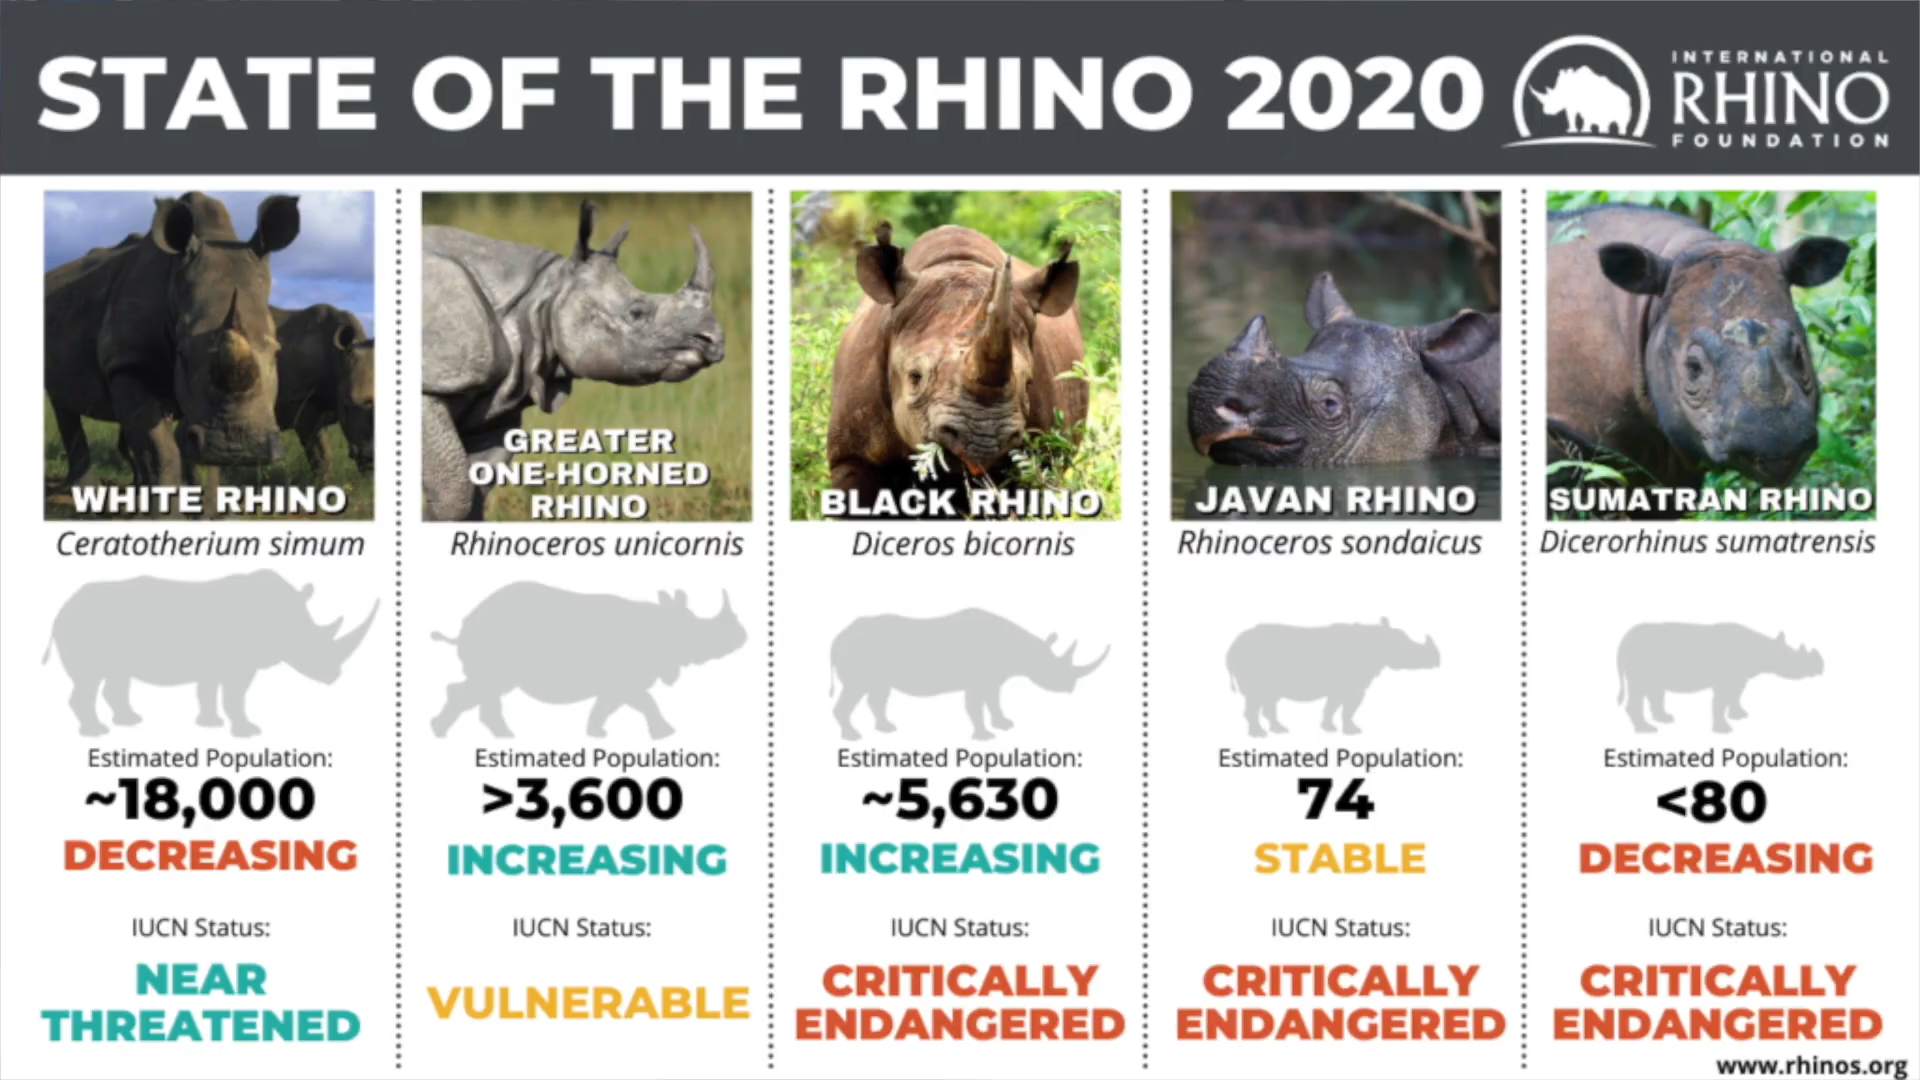 STATE OF THE RHINO 2020
INTERNATIONAL
RHINO
FOUNDATION
WHITE RHINO
Ceratotherium simum
Estimated Population:
~18,000
DECREASING
IUCN Status:
NEAR
THREATENED
GREATER
ONE-HORNED
RHINO
Rhinoceros unicornis
Estimated Population:
>3,600
INCREASING
IUCN Status:
VULNERABLE
BLACK RHINO
Diceros bicornis
Estimated Population:
~5,630
INCREASING
IUCN Status:
CRITICALLY
ENDANGERED
JAVAN RHINO
Rhinoceros sondaicus
Estimated Population:
74
STABLE
IUCN Status:
CRITICALLY
ENDANGERED
SUMATRAN RHINO
Dicerorhinus sumatrensis
Estimated Population:
<80
DECREASING
IUCN Status:
CRITICALLY
ENDANGERED
www.rhinos.org